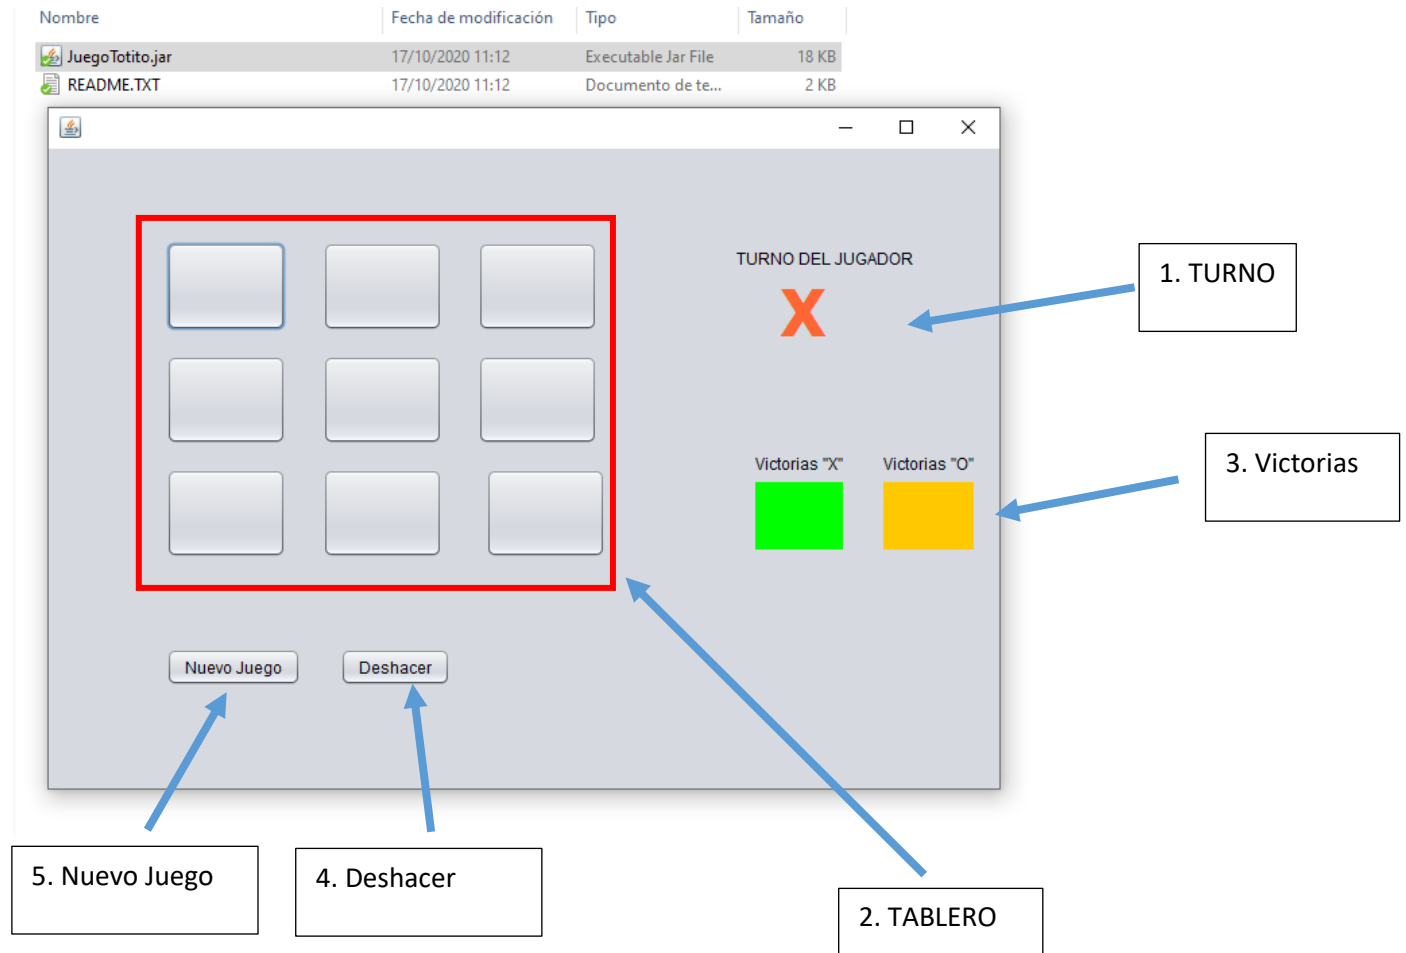 Nombre Fecha de modificación Tipo Tamaño
JuegoTotito.jar 17/10/2020 11:12 Executable Jar File 18 KB
README.TXT 17/10/2020 11:12 Documento de te... 2 KB
TURNO DEL JUGADOR
X
1. TURNO
Victorias "X" Victorias "O"
3. Victorias
Nuevo Juego Deshacer
5. Nuevo Juego
4. Deshacer
2. TABLERO